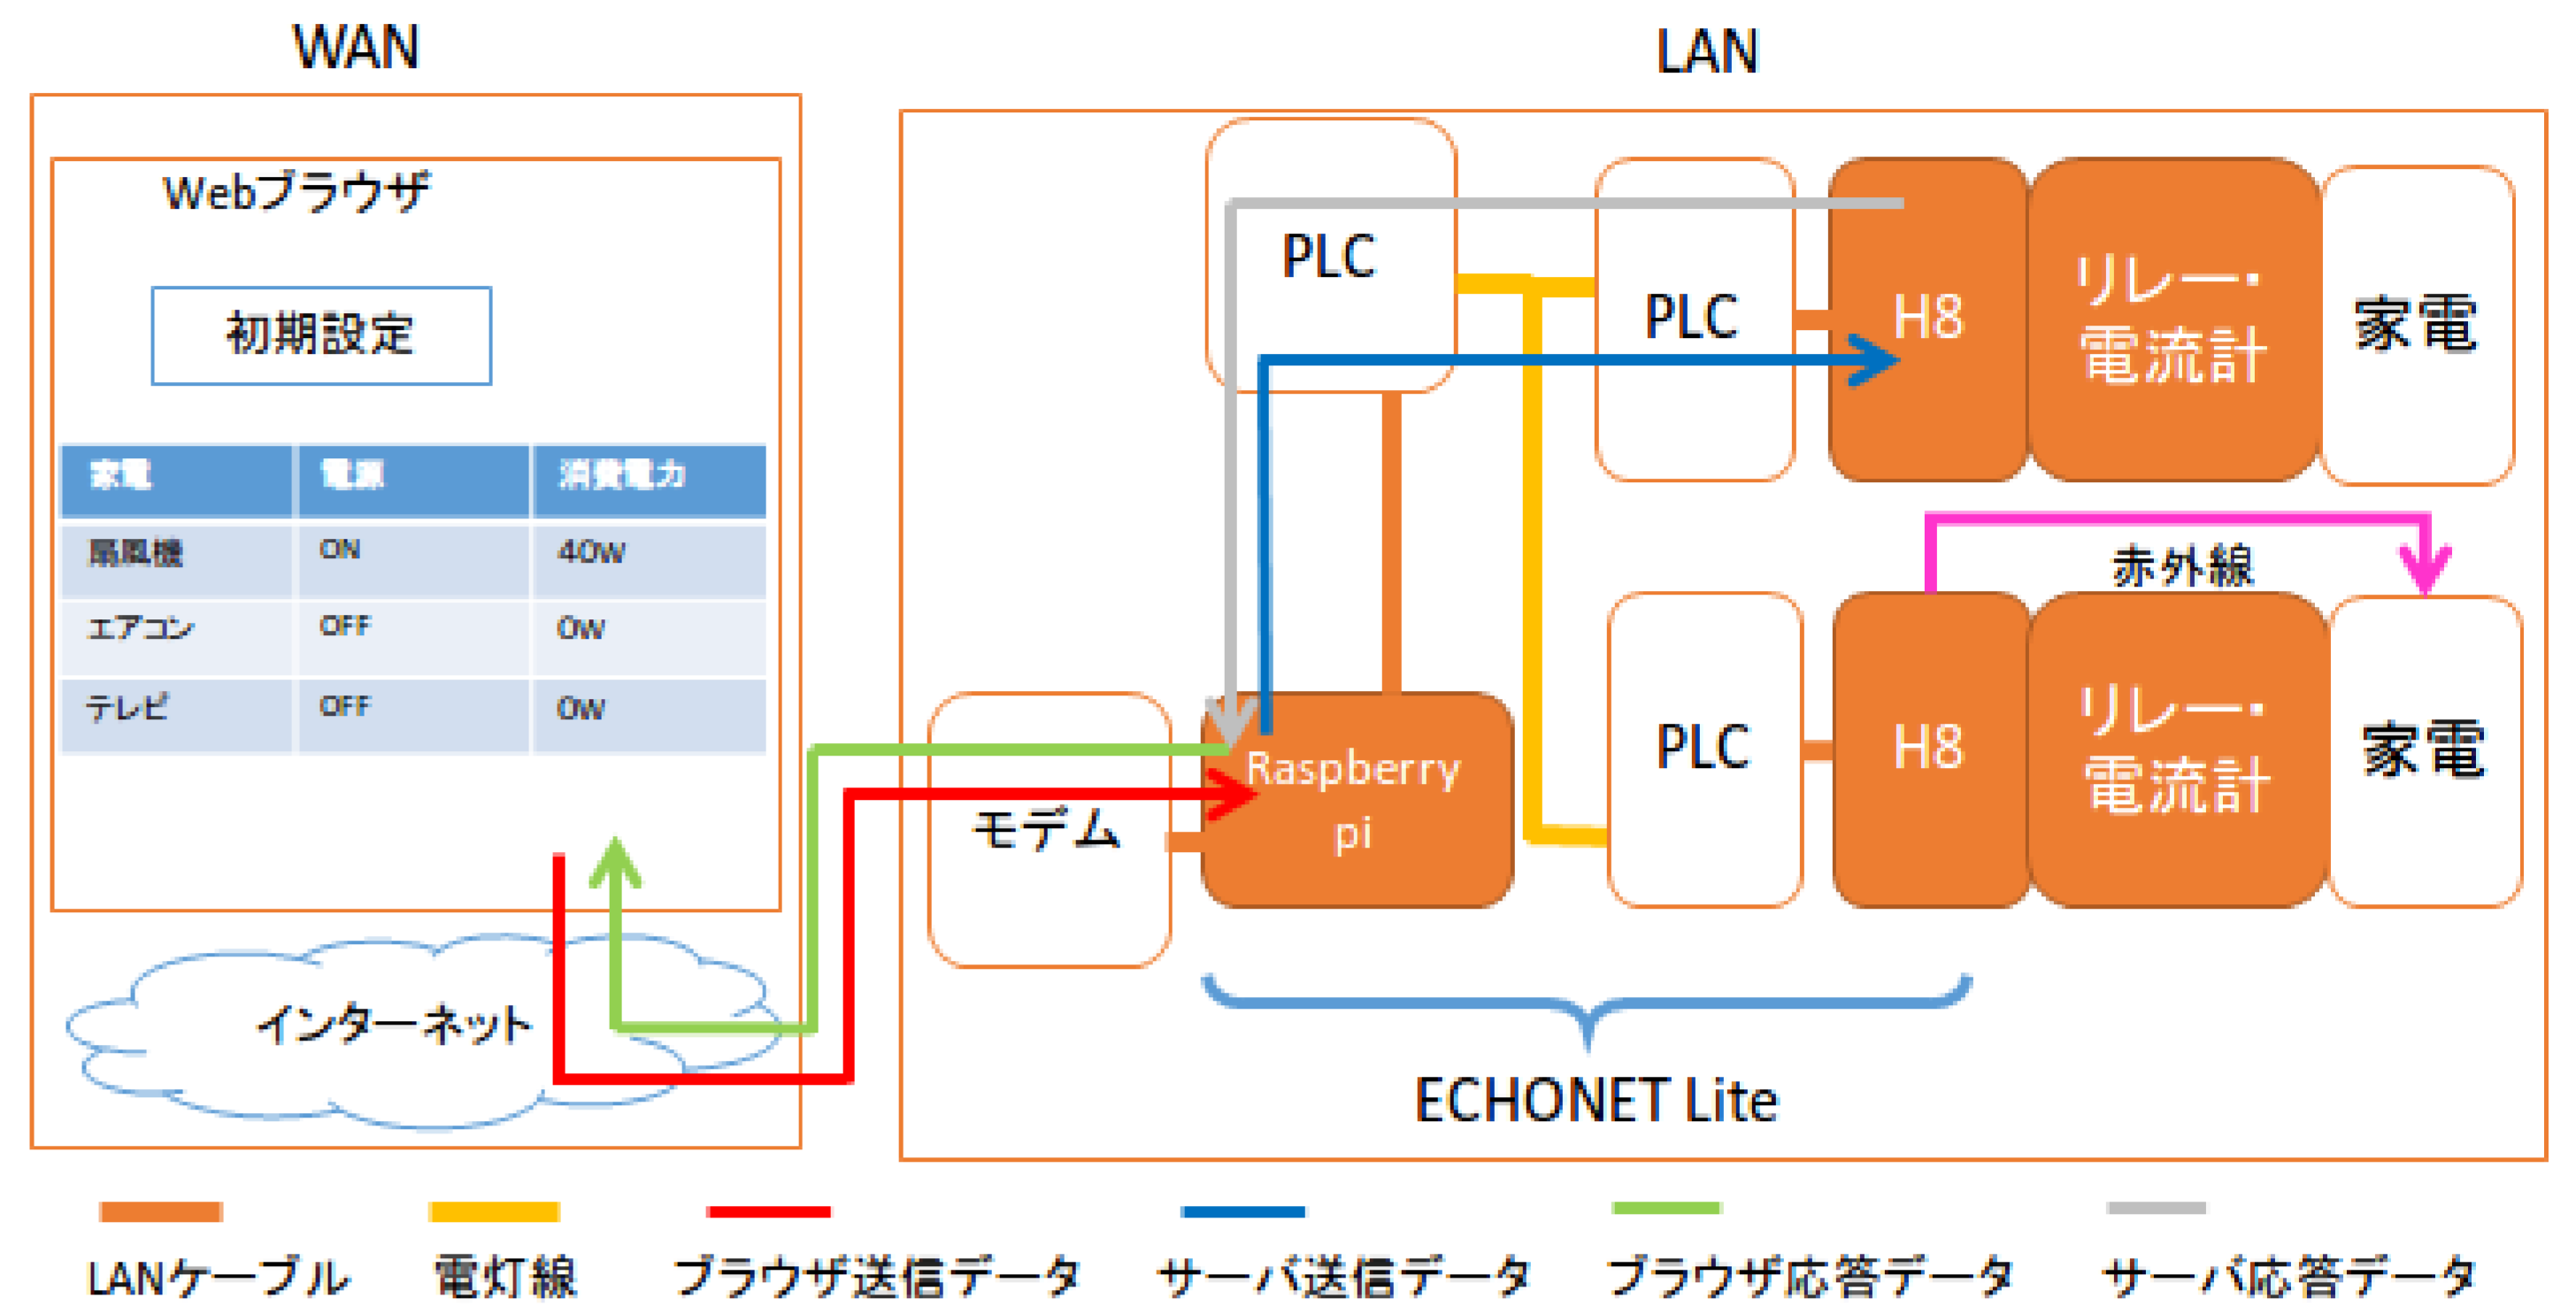 WAN
LAN
Webブラウザ
初期設定
家電 電源 消費電力
扇風機 ON 40W
エアコン OFF 0W
テレビ OFF 0W
インターネット
PLC
PLC
H8
リレー・
電流計
家電
赤外線
モデム
Raspberry
pi
PLC
H8
リレー・
電流計
家電
ECHONET Lite
LANケーブル
電灯線
ブラウザ送信データ
サーバ送信データ
ブラウザ応答データ
サーバ応答データ